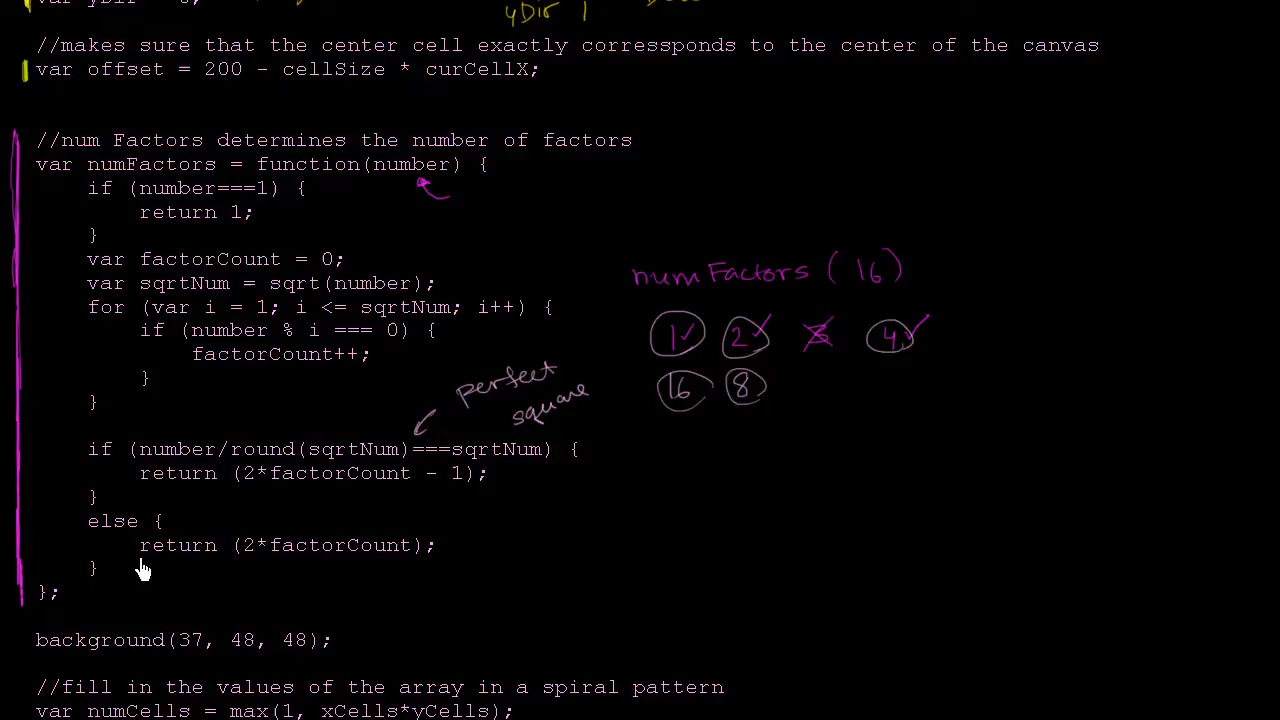 //makes sure that the center cell exactly corressponds to the center of the canvas
var offset = 200 - cellSize * curCellX;
//num Factors determines the number of factors
var numFactors = function(number) {
if (number===1) {
return 1;
}
var factorCount = 0;
var sqrtNum = sqrt(number);
for (var i = 1; i <= sqrtNum; i++) {
if (number % i === 0) {
factorCount++;
}
}
if (number/round(sqrtNum)===sqrtNum) {
return (2*factorCount - 1);
}
else {
return (2*factorCount);
}
};
background(37, 48, 48);
//fill in the values of the array in a spiral pattern
var numCells = max(1, xCells*yCells);
yDir 1
numFactors (16)
1 2 3 4
16 8
perfect
square